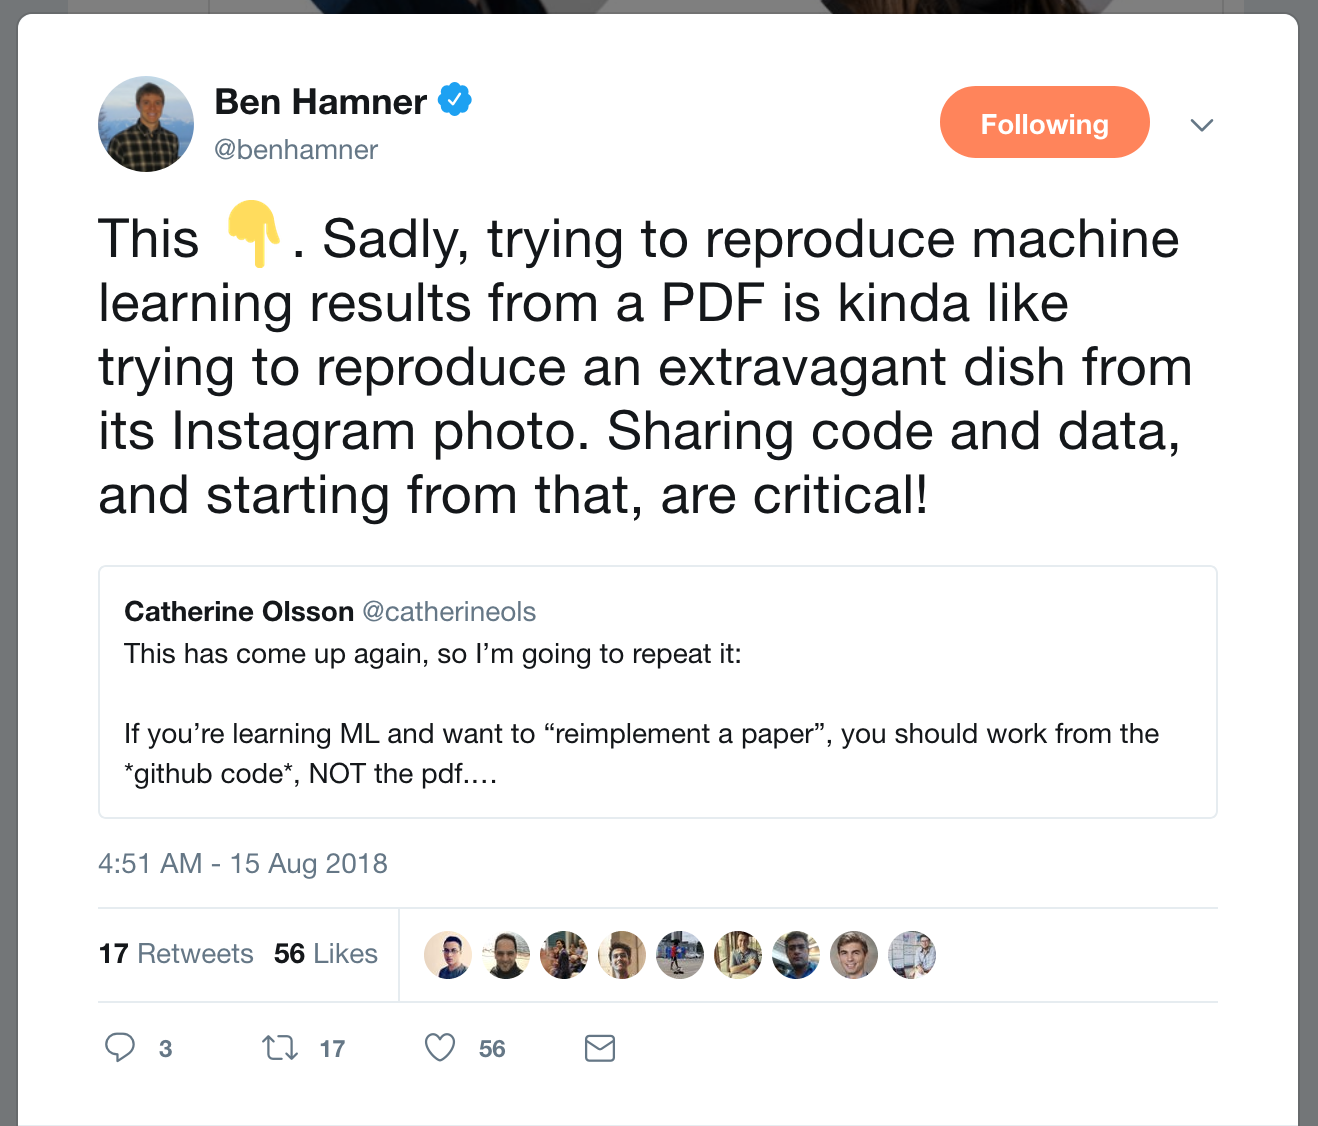 Ben Hamner
@benhamner
Following
This 👇. Sadly, trying to reproduce machine
learning results from a PDF is kinda like
trying to reproduce an extravagant dish from
its Instagram photo. Sharing code and data,
and starting from that, are critical!
Catherine Olsson @catherineols
This has come up again, so I’m going to repeat it:
If you’re learning ML and want to “reimplement a paper”, you should work from the
*github code*, NOT the pdf.…
4:51 AM - 15 Aug 2018
17 Retweets 56 Likes
3 17 56